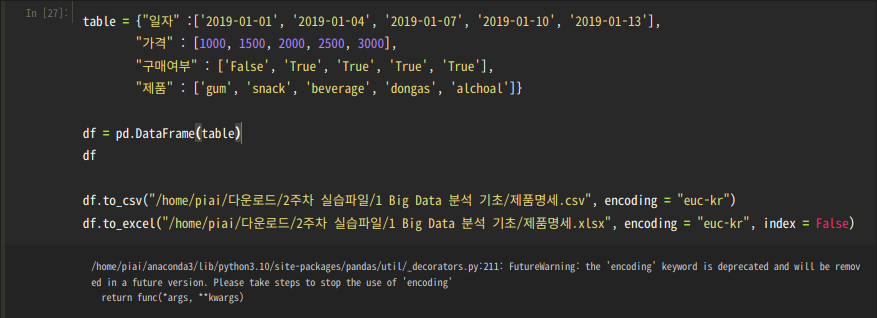 In [27]:
table = {"일자" :['2019-01-01', '2019-01-04', '2019-01-07', '2019-01-10', '2019-01-13'],
"가격" : [1000, 1500, 2000, 2500, 3000],
"구매여부" : ['False', 'True', 'True', 'True', 'True'],
"제품" : ['gum', 'snack', 'beverage', 'dongas', 'alchoal']}
df = pd.DataFrame(table)
df
df.to_csv("/home/piai/다운로드/2주차 실습파일/1 Big Data 분석 기초/제품명세.csv", encoding = "euc-kr")
df.to_excel("/home/piai/다운로드/2주차 실습파일/1 Big Data 분석 기초/제품명세.xlsx", encoding = "euc-kr", index = False)
/home/piai/anaconda3/lib/python3.10/site-packages/pandas/util/_decorators.py:211: FutureWarning: the 'encoding' keyword is deprecated and will be remov
ed in a future version. Please take steps to stop the use of 'encoding'
return func(*args, **kwargs)